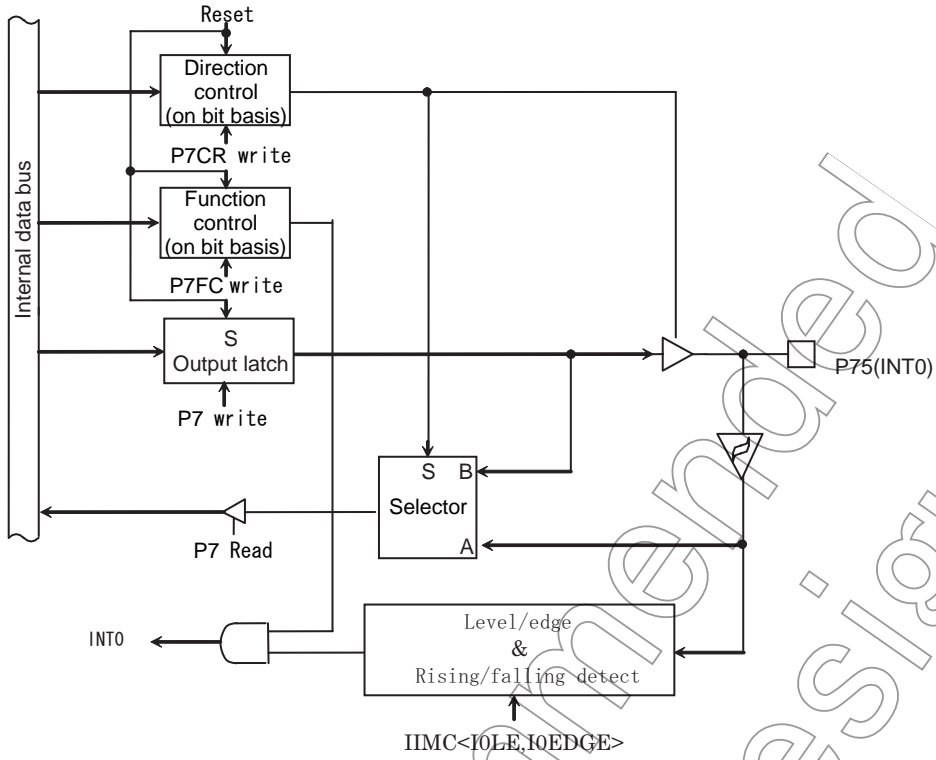 Reset
Internal data bus
Direction
control
(on bit basis)
P7CR write
Function
control
(on bit basis)
P7FC write
S
Output latch
P7 write
P75(INT0)
S B
Selector
A
P7 Read
INT0
Level/edge
&
Rising/falling detect
IIMC<I0LE,I0EDGE>